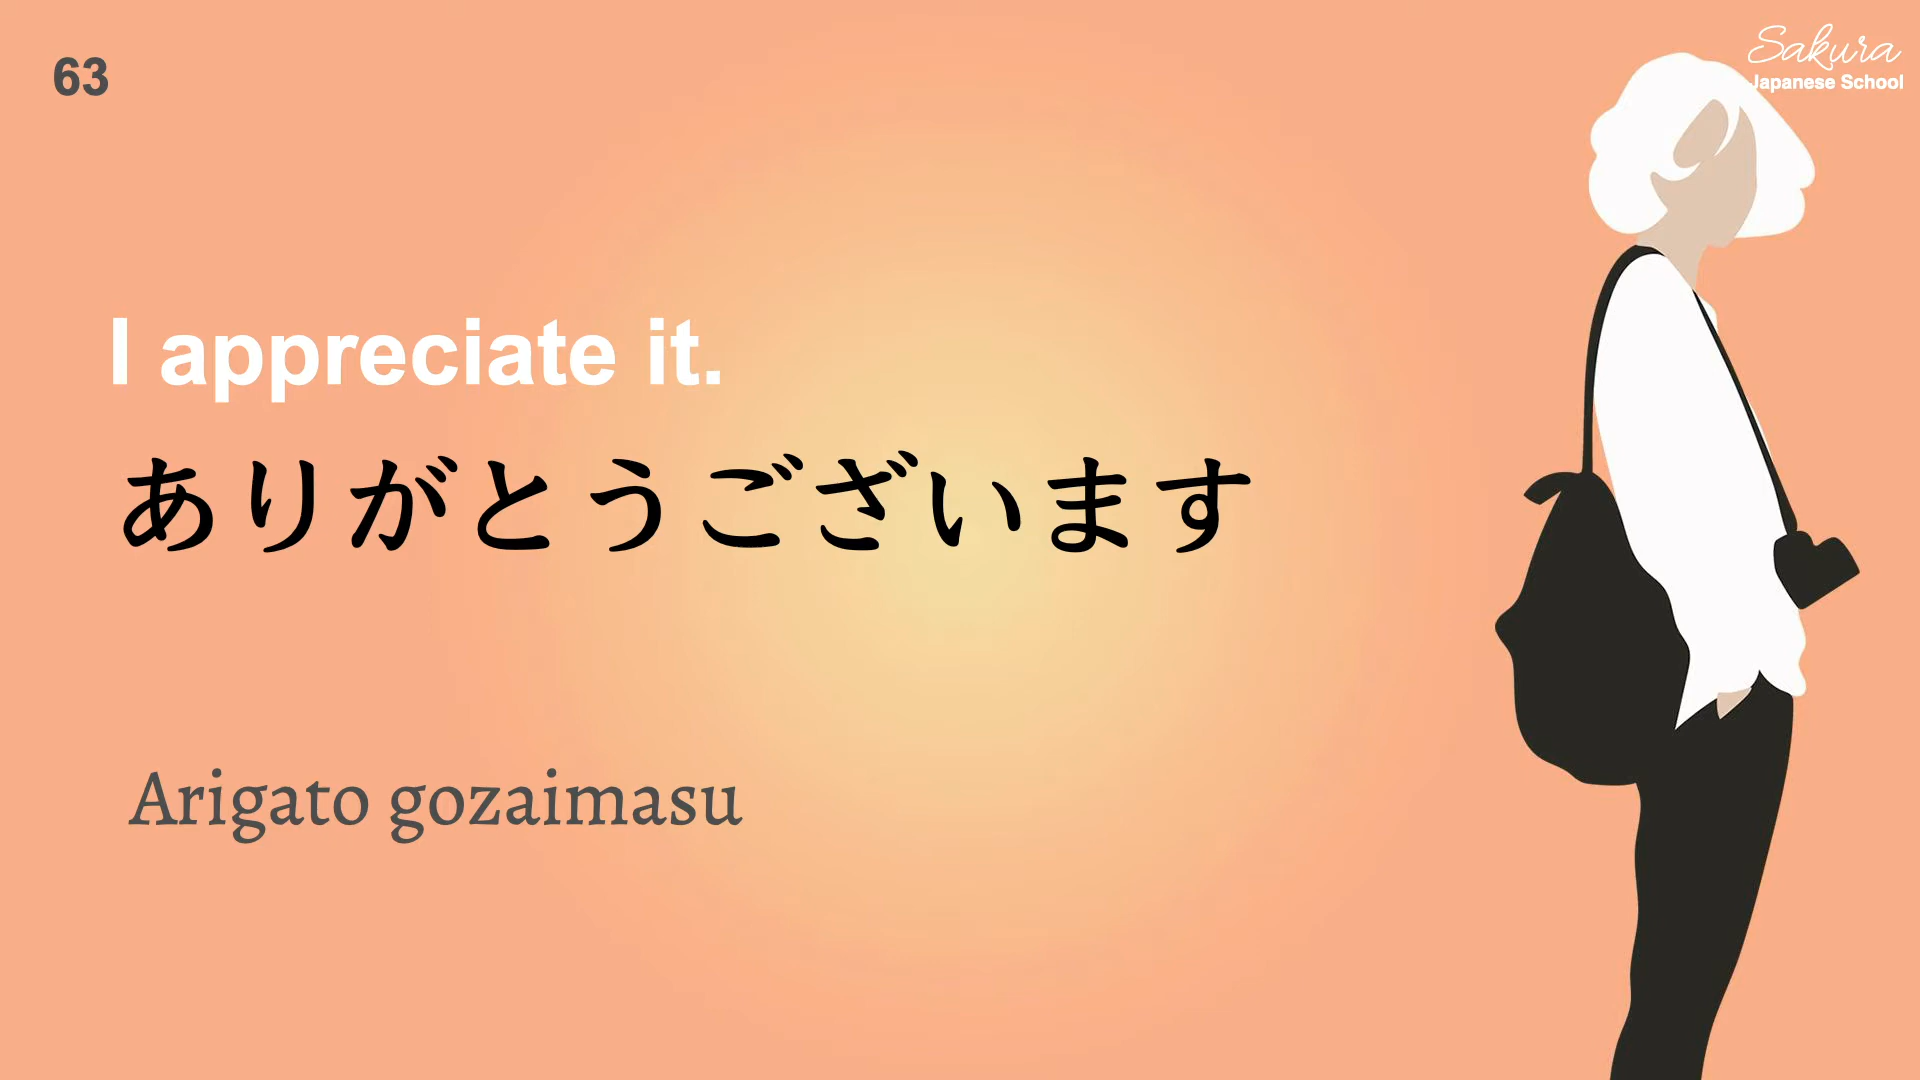 63
Sakura
Japanese School
I appreciate it.
ありがとうございます
Arigato gozaimasu